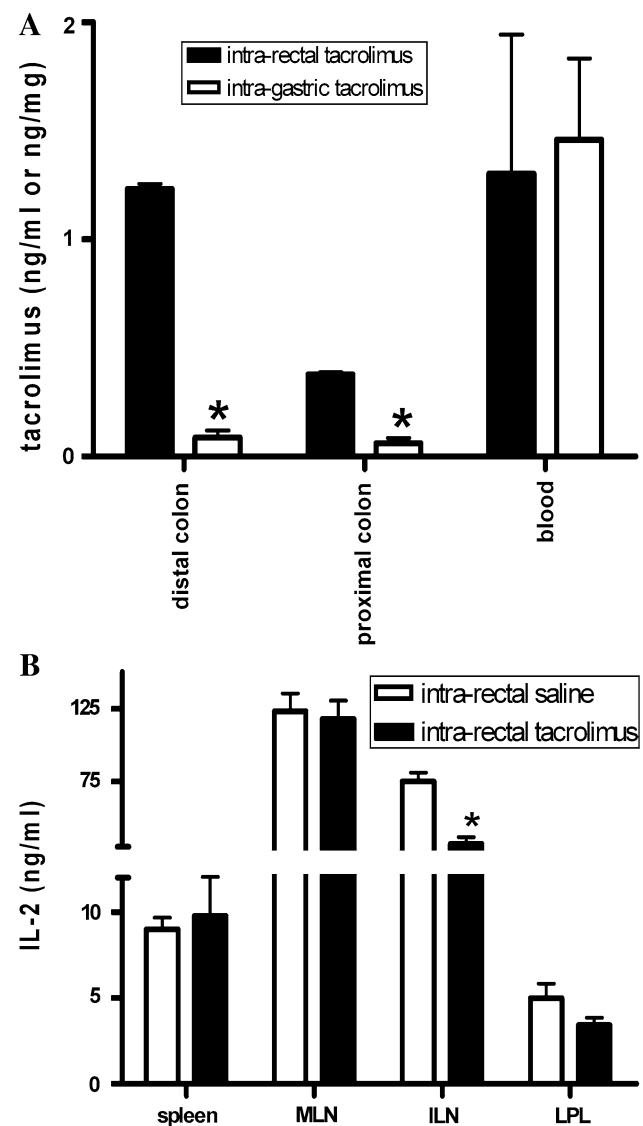 A
2
intra-rectal tacrolimus
intra-gastric tacrolimus
tacrolimus (ng/ml or ng/mg)
1
*
*
0
distal colon
proximal colon
blood
B
intra-rectal saline
125
intra-rectal tacrolimus
75
*
IL-2 (ng/ml)
10
5
0
spleen
MLN
ILN
LPL